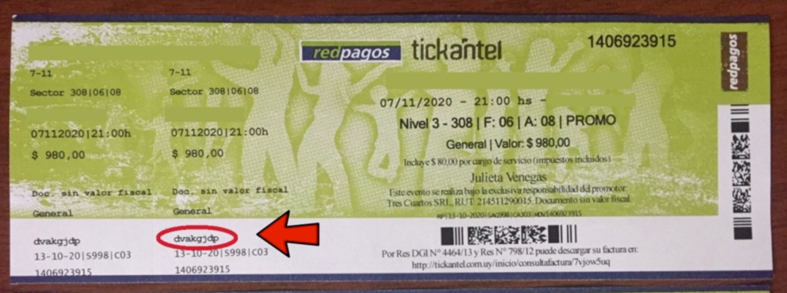 redpagos tickantel 1406923915
redpagos
7-11
Sector 308|06|08
07112020|21:00h
$ 980,00
Doc. sin valor fiscal
General
dvakgjdp
13-10-20|S998|C03
1406923915
7-11
Sector 308|06|08
07112020|21:00h
$ 980,00
Doc. sin valor fiscal
General
dvakgjdp
13-10-20|S998|C03
1406923915
07/11/2020 - 21:00 hs -
Nivel 3 - 308 | F: 06 | A: 08 | PROMO
General | Valor: $ 980,00
Incluye $ 80,00 por cargo de servicio (impuestos incluidos)
Julieta Venegas
Este evento se realiza bajo la exclusiva responsabilidad del promotor:
Tres Cuartos SRL, RUT 214511290015. Documento sin valor fiscal.
Por Res DGI N° 4464/13 y Res N° 798/12 puede descargar su factura en:
http://tickantel.com.uy/inicio/consultafactura/7vjow5uq